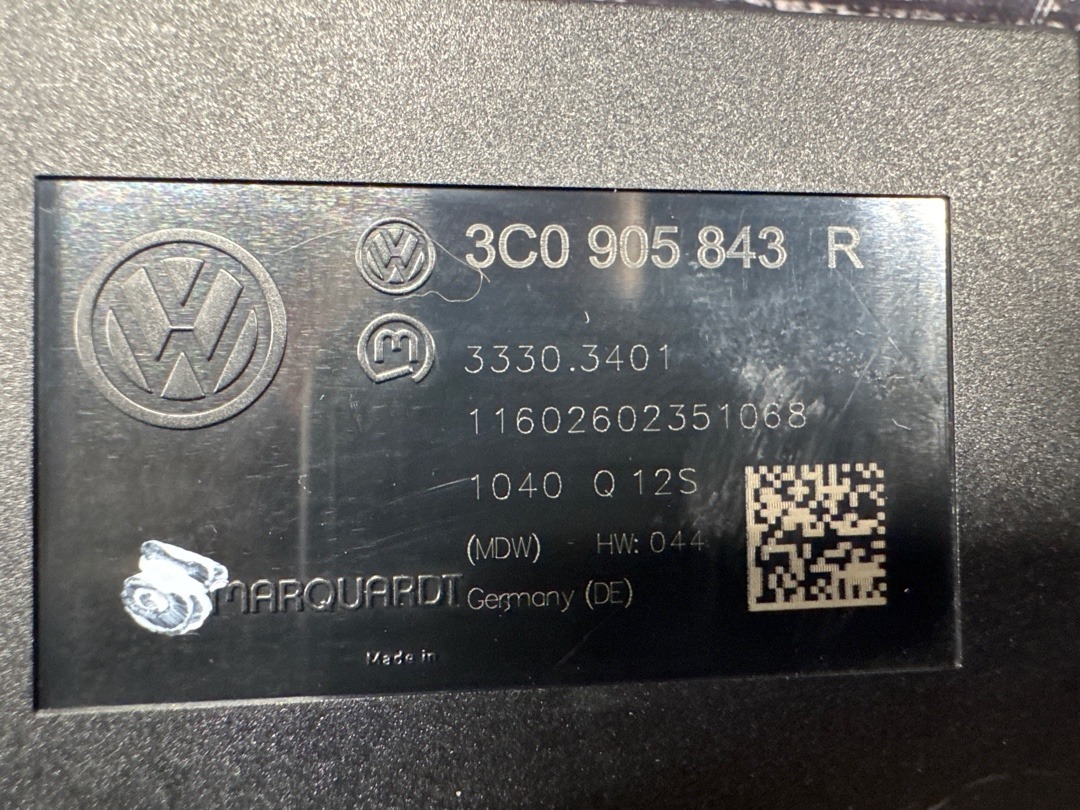 3C0 905 843 R
3330.3401
11602602351068
1040 Q 12S
(MDW) HW: 044
MARQUARDT Germany (DE)
Made in